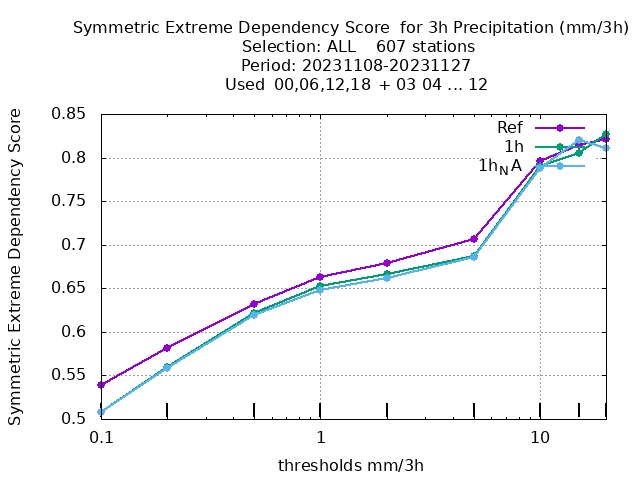 Symmetric Extreme Dependency Score  for 3h Precipitation (mm/3h)
Selection: ALL    607 stations
Period: 20231108-20231127
Used  00,06,12,18  + 03 04 ... 12
Symmetric Extreme Dependency Score
0.85
0.8
0.75
0.7
0.65
0.6
0.55
0.5
Ref
1h
1h_NA
0.1
1
10
thresholds mm/3h